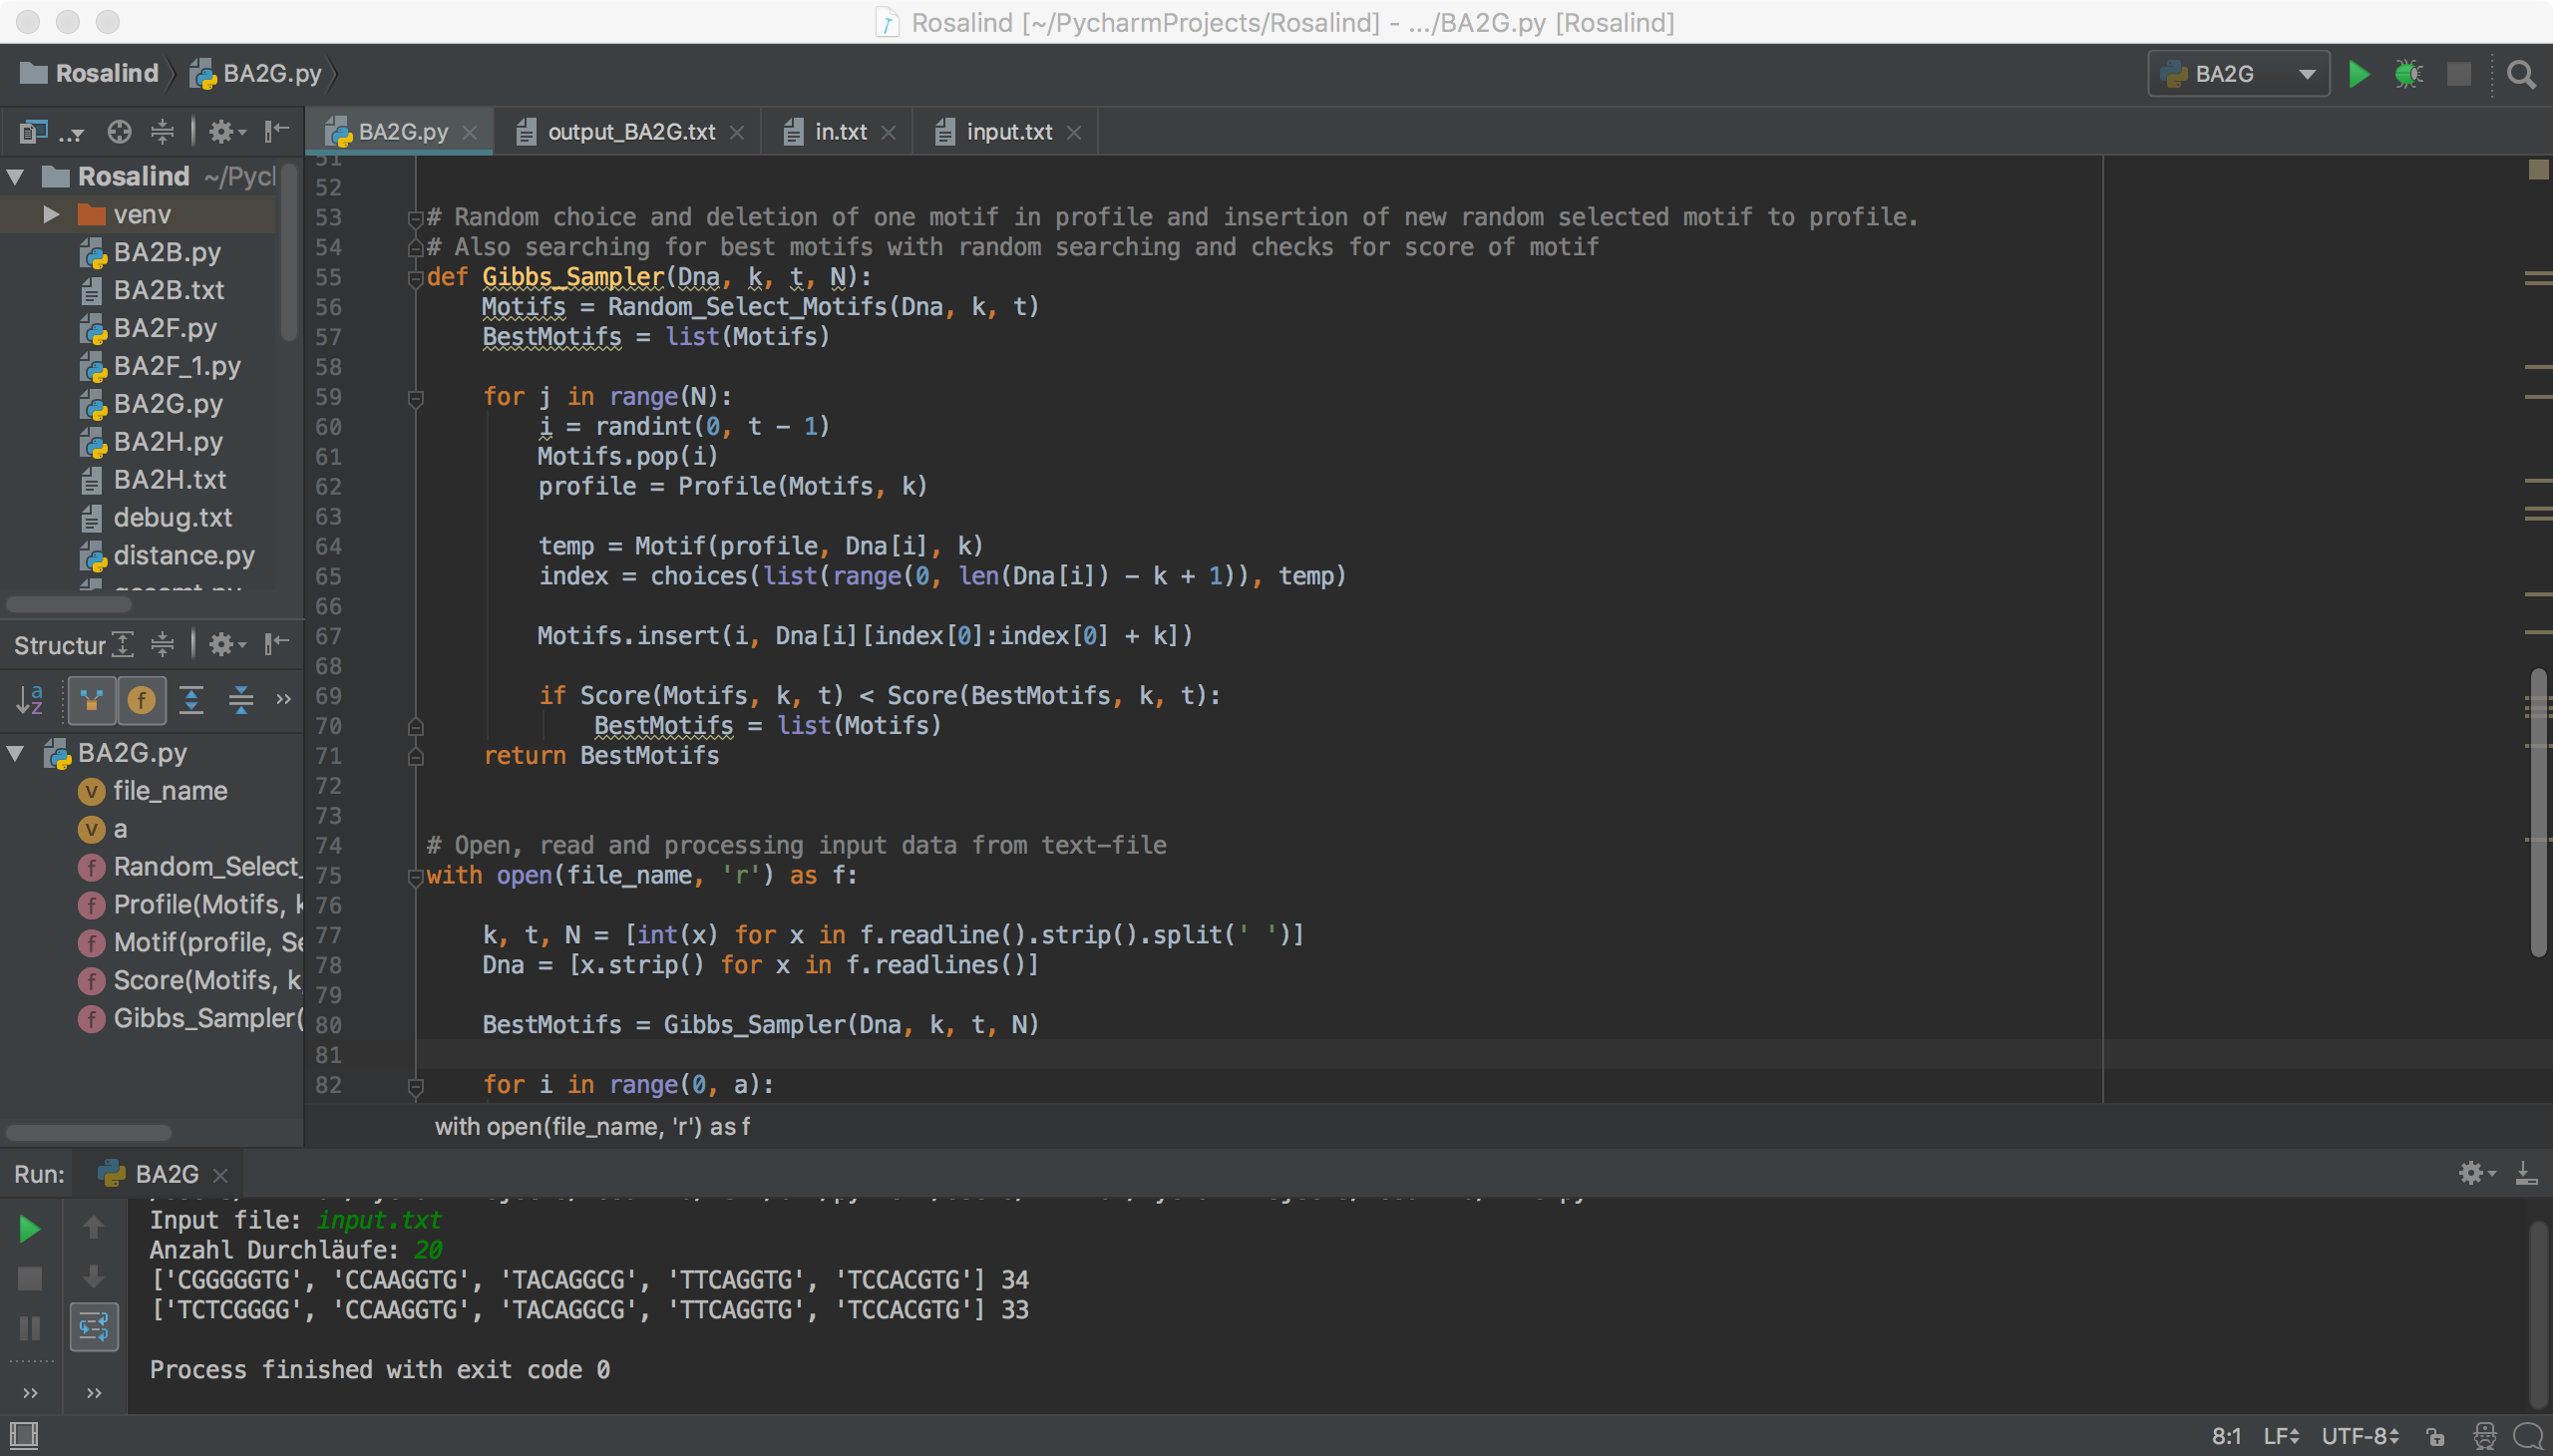 Rosalind [~/PycharmProjects/Rosalind] - .../BA2G.py [Rosalind]
Rosalind BA2G.py
BA2G
BA2G.py output_BA2G.txt in.txt input.txt
Rosalind
venv
BA2B.py
BA2B.txt
BA2F.py
BA2F_1.py
BA2G.py
BA2H.py
BA2H.txt
debug.txt
distance.py
Structur
BA2G.py
file_name
a
Random_Select_
Profile(Motifs, k
Motif(profile, Se
Score(Motifs, k,
Gibbs_Sampler(
51
52
53 # Random choice and deletion of one motif in profile and insertion of new random selected motif to profile.
54 # Also searching for best motifs with random searching and checks for score of motif
55 def Gibbs_Sampler(Dna, k, t, N):
56 Motifs = Random_Select_Motifs(Dna, k, t)
57 BestMotifs = list(Motifs)
58
59 for j in range(N):
60 i = randint(0, t - 1)
61 Motifs.pop(i)
62 profile = Profile(Motifs, k)
63
64 temp = Motif(profile, Dna[i], k)
65 index = choices(list(range(0, len(Dna[i]) - k + 1)), temp)
66
67 Motifs.insert(i, Dna[i][index[0]:index[0] + k])
68
69 if Score(Motifs, k, t) < Score(BestMotifs, k, t):
70 BestMotifs = list(Motifs)
71 return BestMotifs
72
73
74 # Open, read and processing input data from text-file
75 with open(file_name, 'r') as f:
76
77 k, t, N = [int(x) for x in f.readline().strip().split(' ')]
78 Dna = [x.strip() for x in f.readlines()]
79
80 BestMotifs = Gibbs_Sampler(Dna, k, t, N)
81
82 for i in range(0, a):
with open(file_name, 'r') as f
Run: BA2G
Input file: input.txt
Anzahl Durchläufe: 20
['CGGGGGTG', 'CCAAGGTG', 'TACAGGCG', 'TTCAGGTG', 'TCCACGTG'] 34
['TCTCGGGG', 'CCAAGGTG', 'TACAGGCG', 'TTCAGGTG', 'TCCACGTG'] 33
Process finished with exit code 0
8:1 LF UTF-8